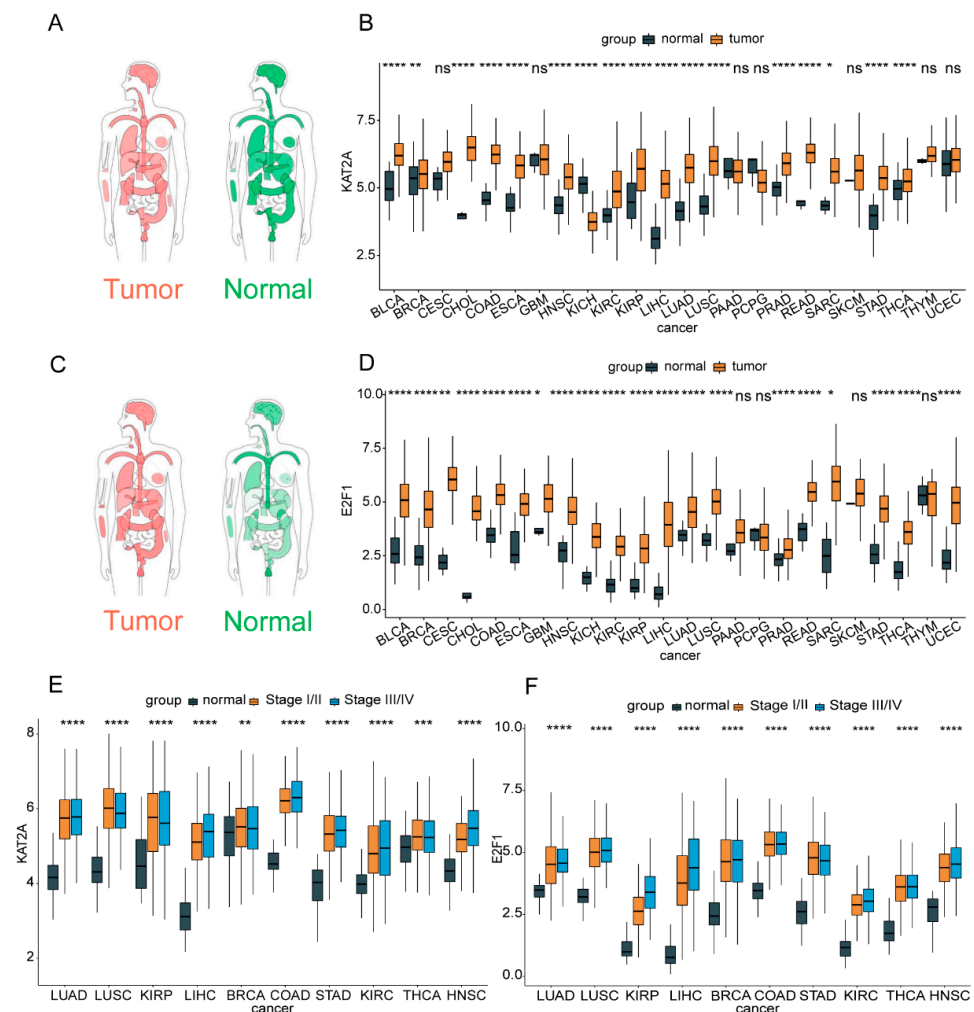 A
Tumor Normal
B
group normal tumor
**** ** ns **** **** **** ns **** **** **** **** **** **** **** ns ns **** **** * ns **** **** ns ns
KAT2A
7.5
5.0
2.5
BLCA BRCA CESC CHOL COAD ESCA GBM HNSC KICH KIRC KIRP LIHC LUAD LUSC PAAD PCPG PRAD READ SARC SKCM STAD THCA THYM UCEC
cancer
C
Tumor Normal
D
group normal tumor
**** **** *** **** **** **** * **** **** **** **** **** **** **** ns ns **** **** * ns **** **** ns ****
E2F1
10.0
7.5
5.0
2.5
0.0
BLCA BRCA CESC CHOL COAD ESCA GBM HNSC KICH KIRC KIRP LIHC LUAD LUSC PAAD PCPG PRAD READ SARC SKCM STAD THCA THYM UCEC
cancer
E
group normal Stage I/II Stage III/IV
**** **** **** **** ** **** **** **** *** ****
KAT2A
8
6
4
2
LUAD LUSC KIRP LIHC BRCA COAD STAD KIRC THCA HNSC
cancer
F
group normal Stage I/II Stage III/IV
**** **** **** **** **** **** **** **** **** ****
E2F1
10.0
7.5
5.0
2.5
0.0
LUAD LUSC KIRP LIHC BRCA COAD STAD KIRC THCA HNSC
cancer